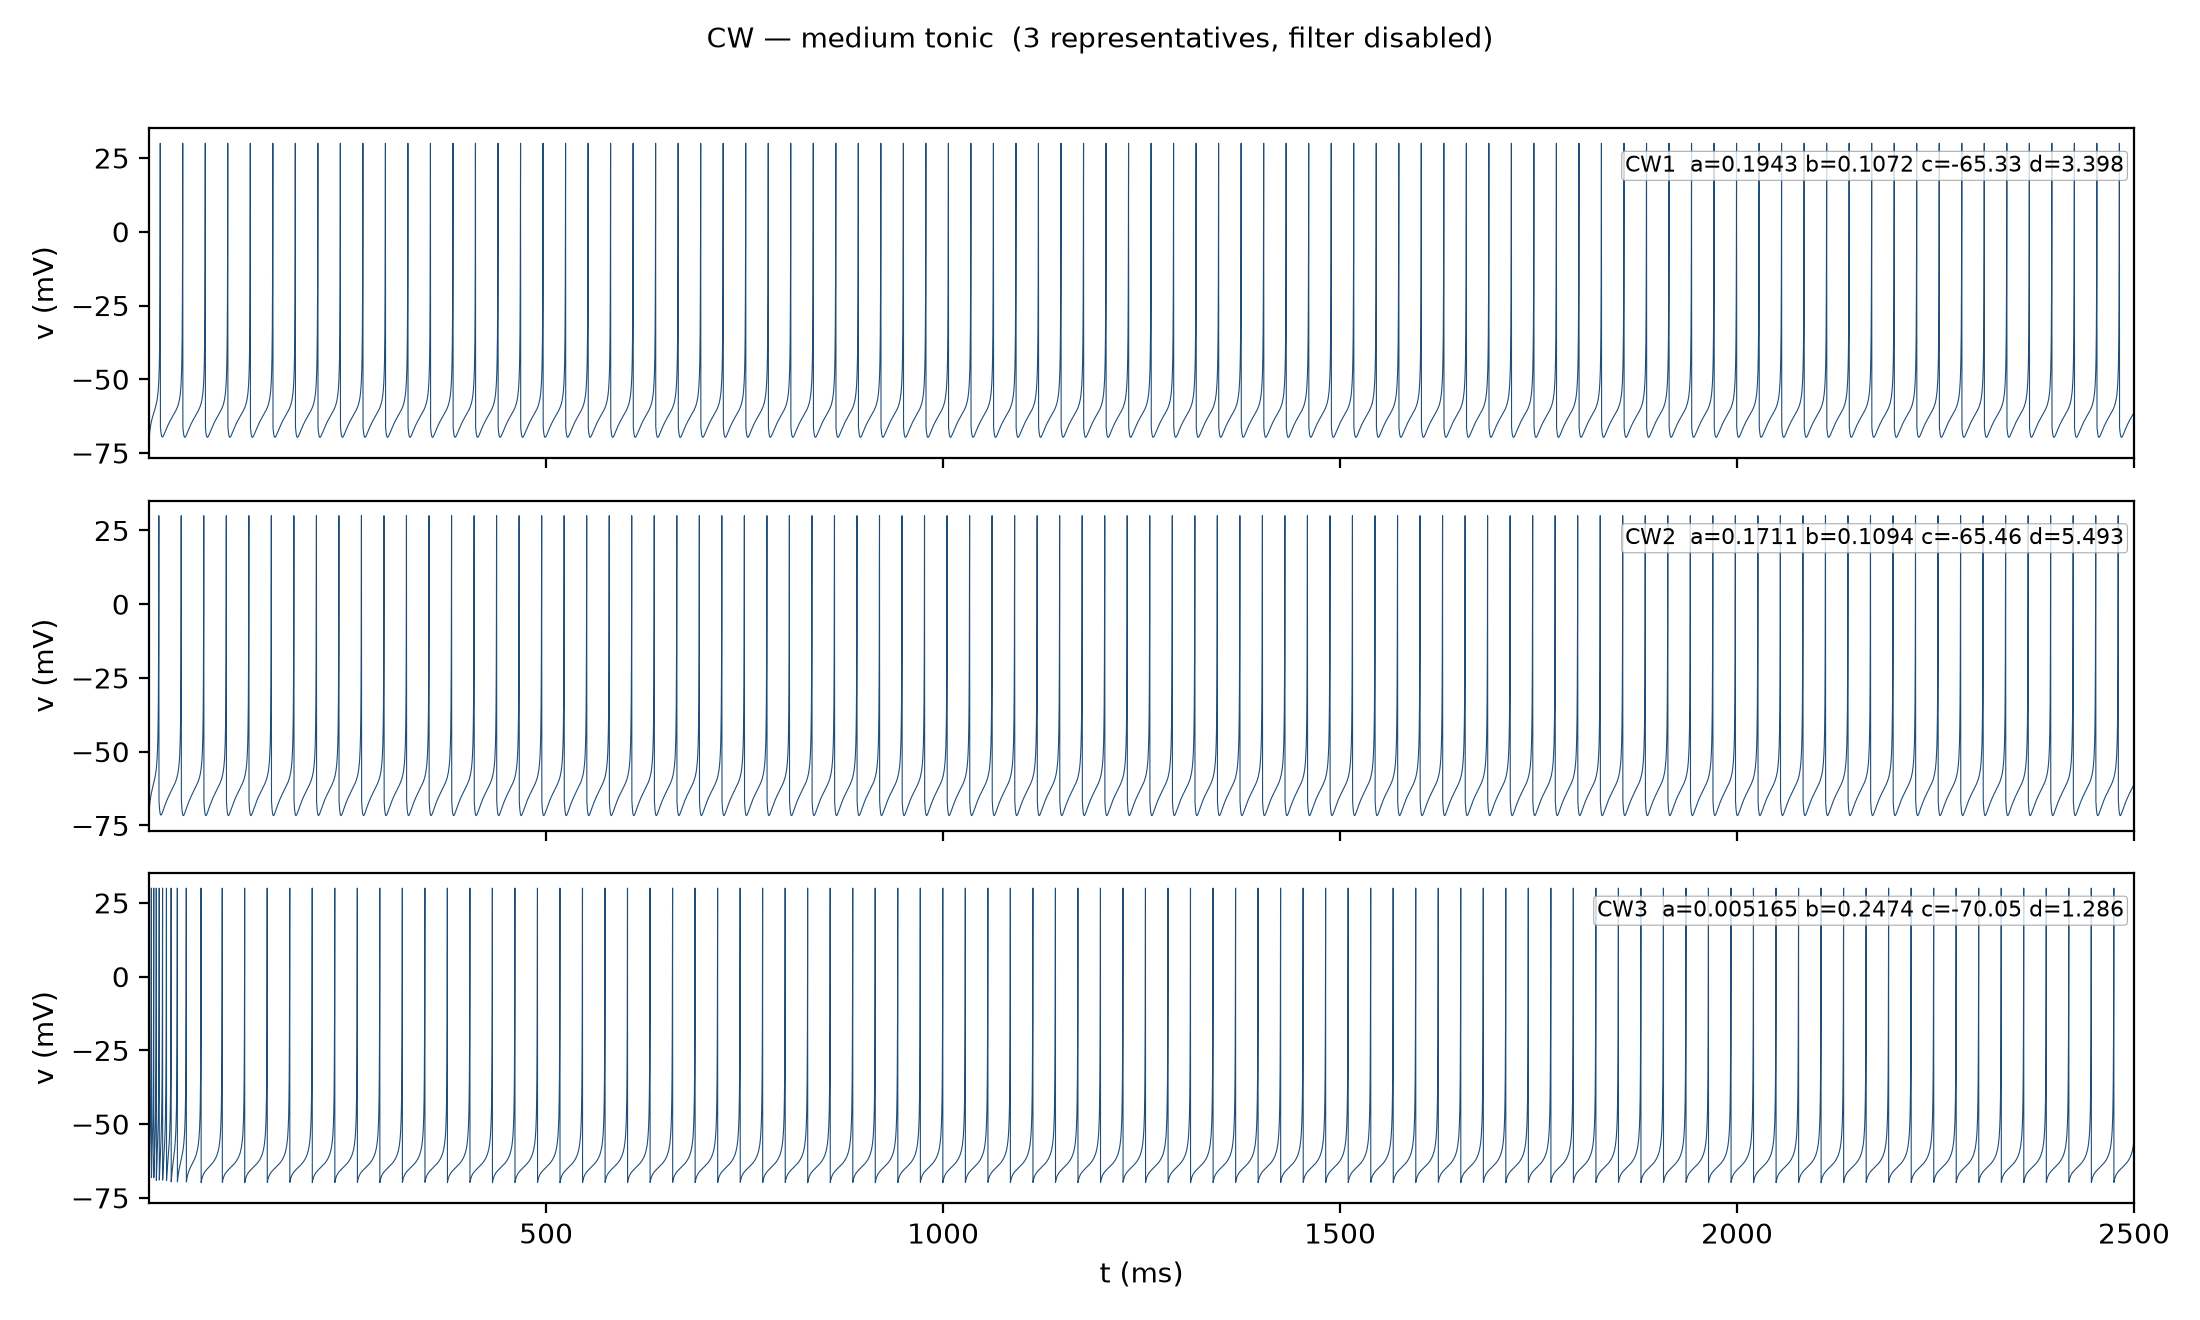 CW — medium tonic  (3 representatives, filter disabled)
25
0
−25
−50
−75
v (mV)
CW1  a=0.1943 b=0.1072 c=-65.33 d=3.398
25
0
−25
−50
−75
v (mV)
CW2  a=0.1711 b=0.1094 c=-65.46 d=5.493
25
0
−25
−50
−75
v (mV)
CW3  a=0.005165 b=0.2474 c=-70.05 d=1.286
500 1000 1500 2000 2500
t (ms)